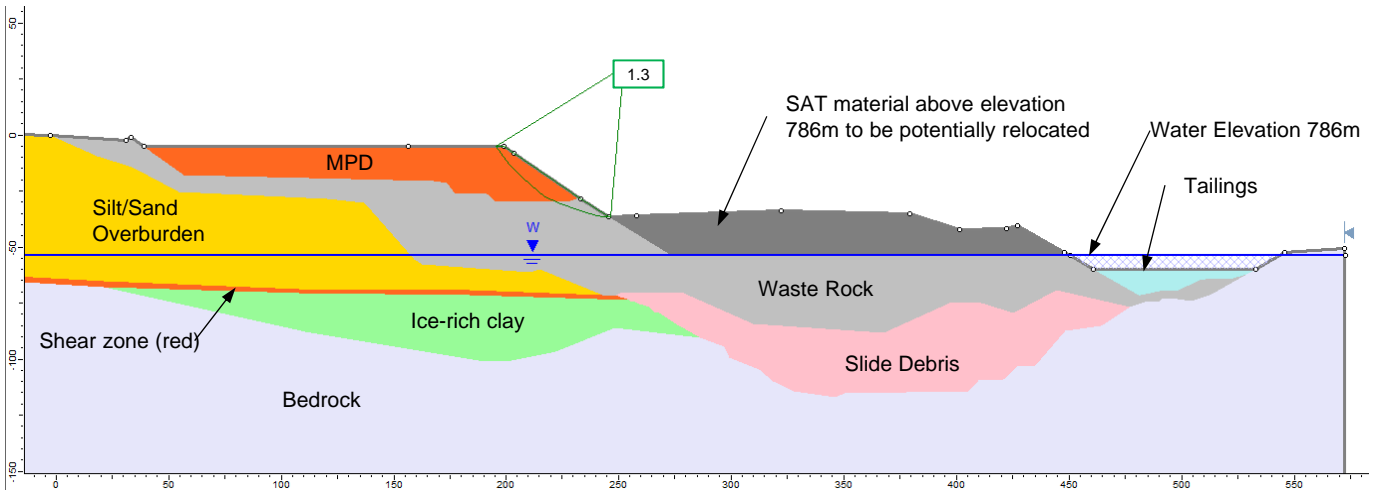 50
0
-50
-100
-150
1.3
SAT material above elevation
786m to be potentially relocated
Water Elevation 786m
Tailings
MPD
Silt/Sand
Overburden
W
Waste Rock
Ice-rich clay
Shear zone (red)
Slide Debris
Bedrock
0 50 100 150 200 250 300 350 400 450 500 550